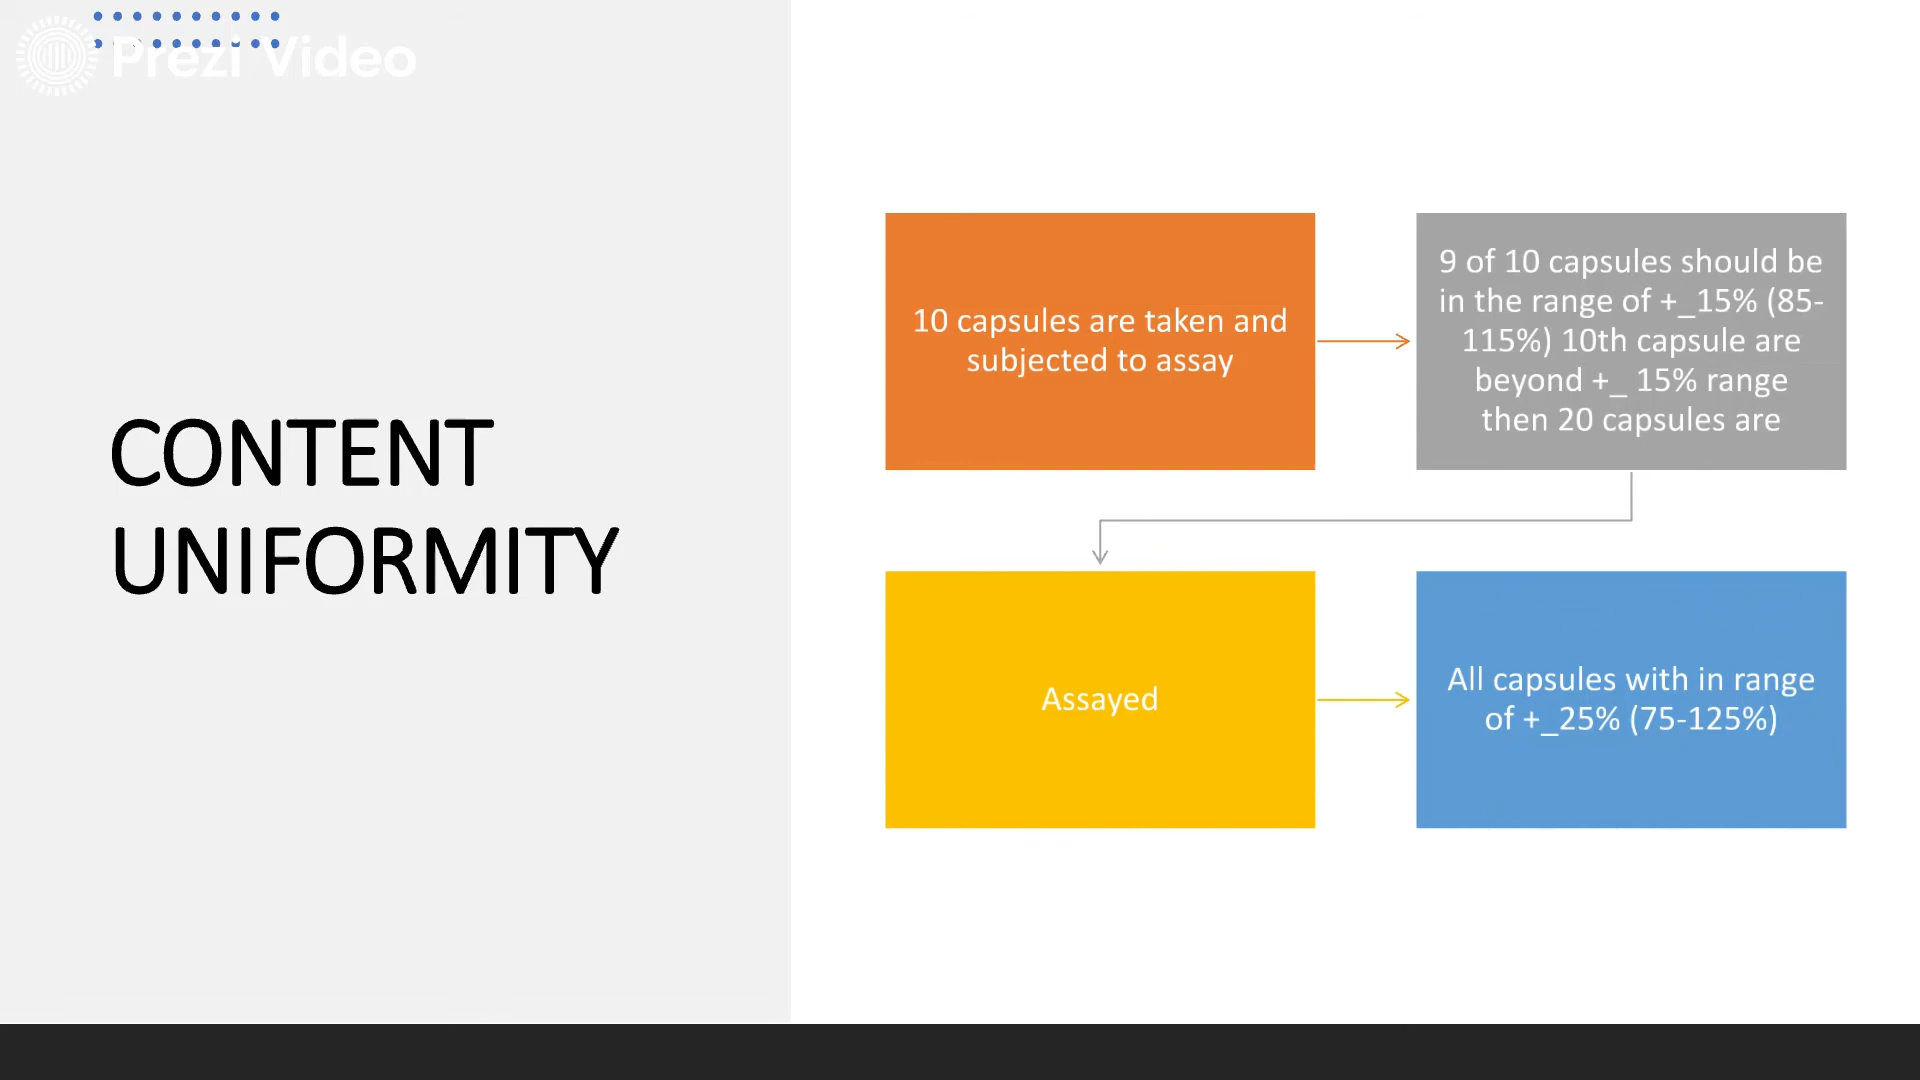 Prezi Video
CONTENT
UNIFORMITY
10 capsules are taken and
subjected to assay
9 of 10 capsules should be
in the range of +_15% (85-
115%) 10th capsule are
beyond +_ 15% range
then 20 capsules are
Assayed
All capsules with in range
of +_25% (75-125%)